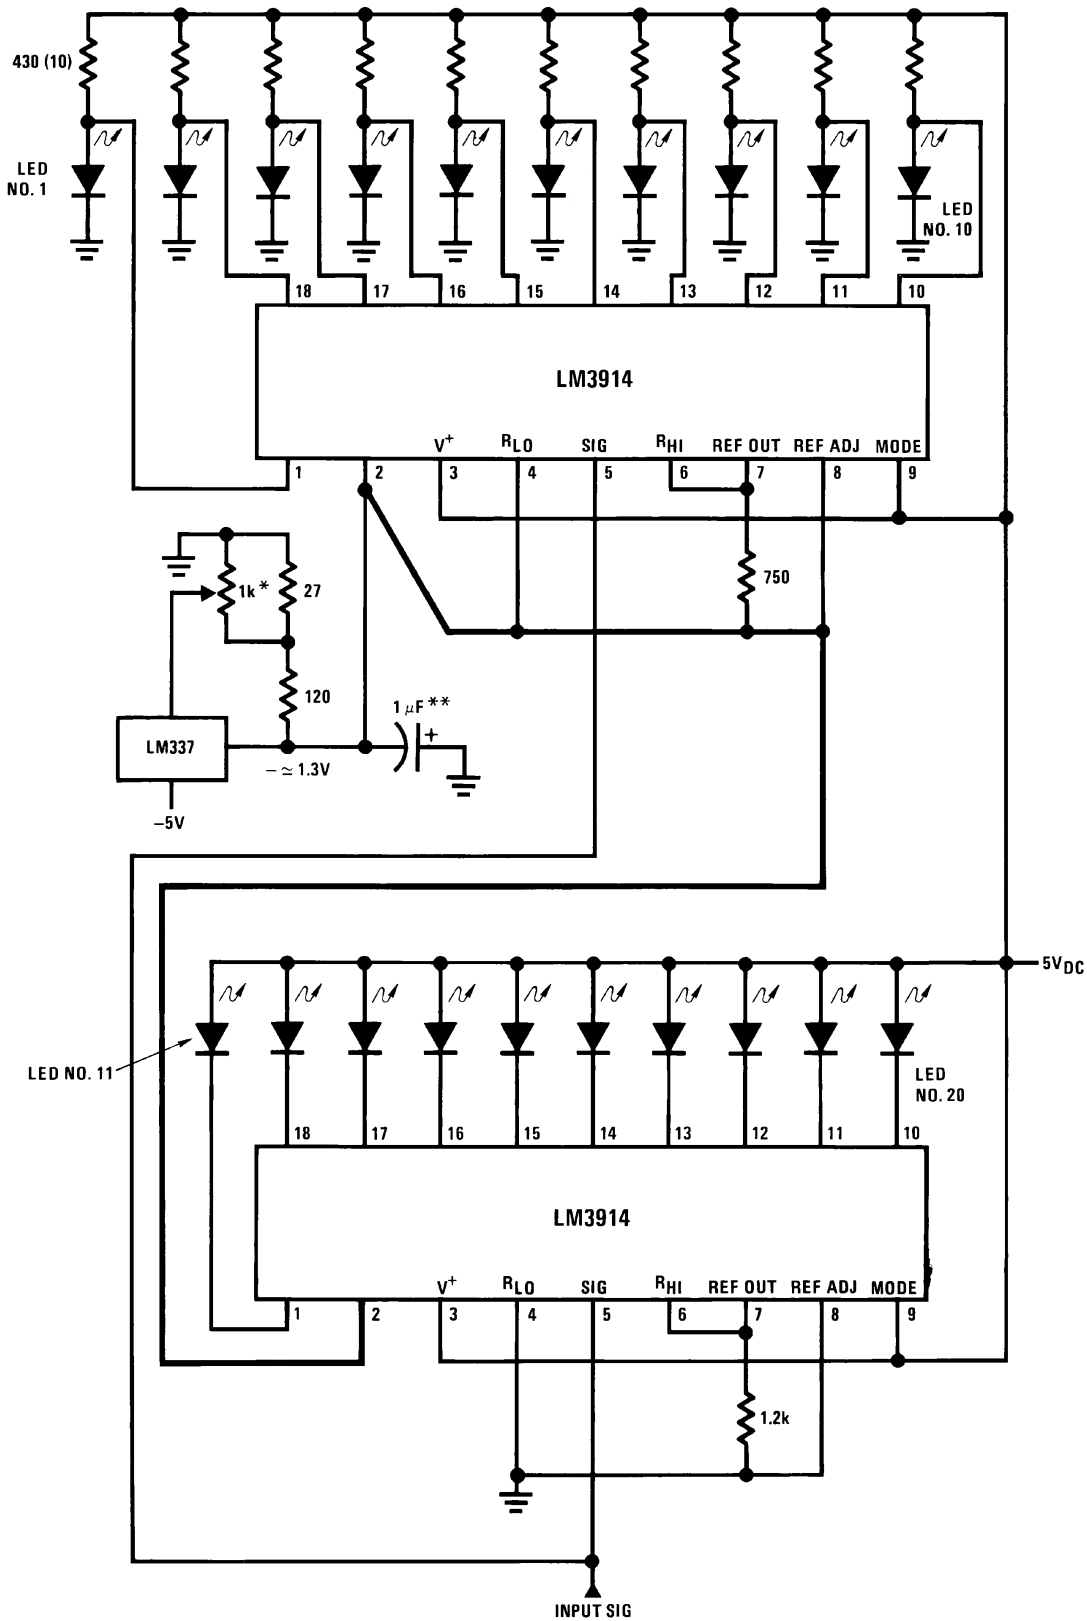 430 (10)
LED
NO. 1
LED
NO. 10
18 17 16 15 14 13 12 11 10
LM3914
V+ RLO SIG RHI REF OUT REF ADJ MODE
1 2 3 4 5 6 7 8 9
1k* 27
750
120
1 μF**
+
LM337
– ≃ 1.3V
–5V
5VDC
LED NO. 11
LED
NO. 20
18 17 16 15 14 13 12 11 10
LM3914
V+ RLO SIG RHI REF OUT REF ADJ MODE
1 2 3 4 5 6 7 8 9
1.2k
INPUT SIG